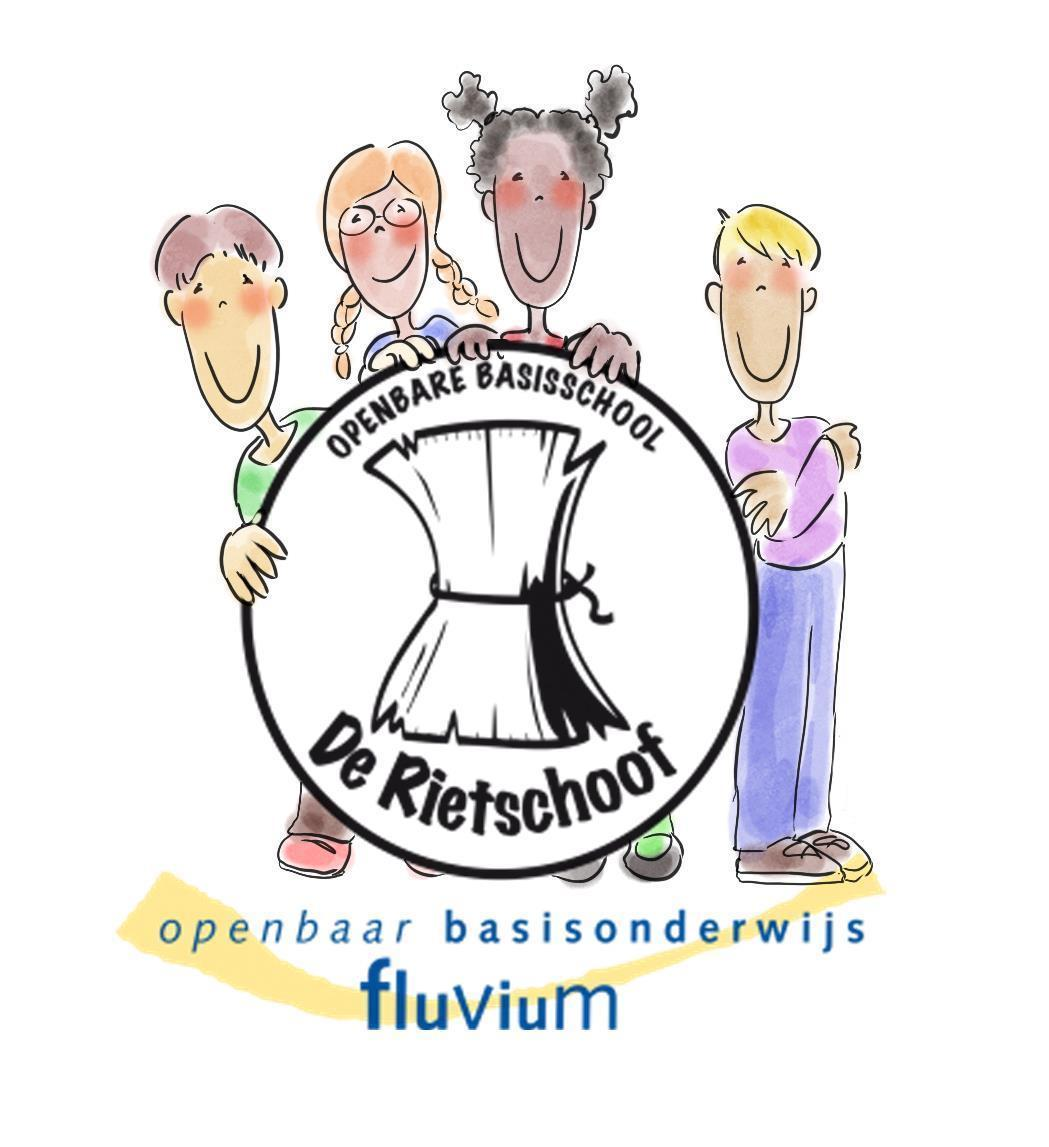 OPENBARE BASISSCHOOL
De Rietschoof
openbaar basisonderwijs
fluvium